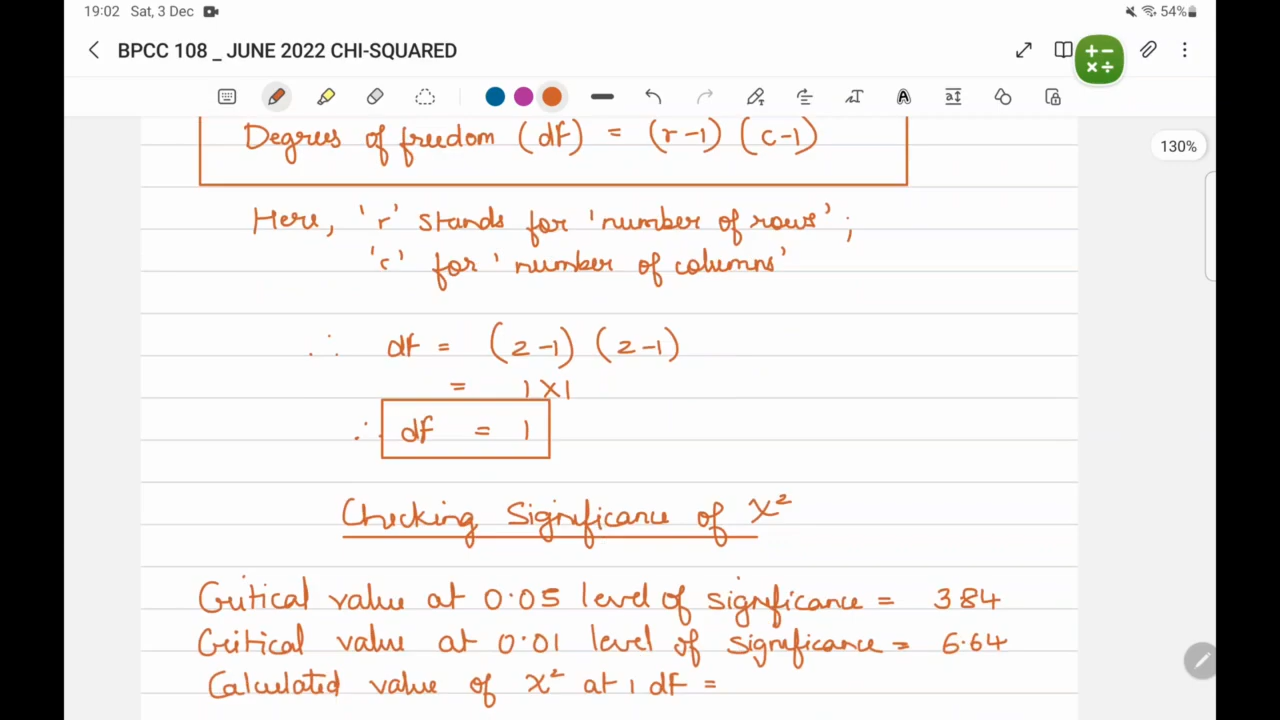 19:02 Sat, 3 Dec
54%
BPCC 108 _ JUNE 2022 CHI-SQUARED
130%
Degrees of freedom (df) = (r-1) (c-1)
Here, 'r' stands for 'number of rows';
'c' for 'number of columns'
∴ df = (2-1) (2-1)
= 1X1
∴ df = 1
Checking Significance of χ²
Critical value at 0.05 level of significance = 3.84
Critical value at 0.01 level of significance = 6.64
Calculated value of χ² at 1 df =